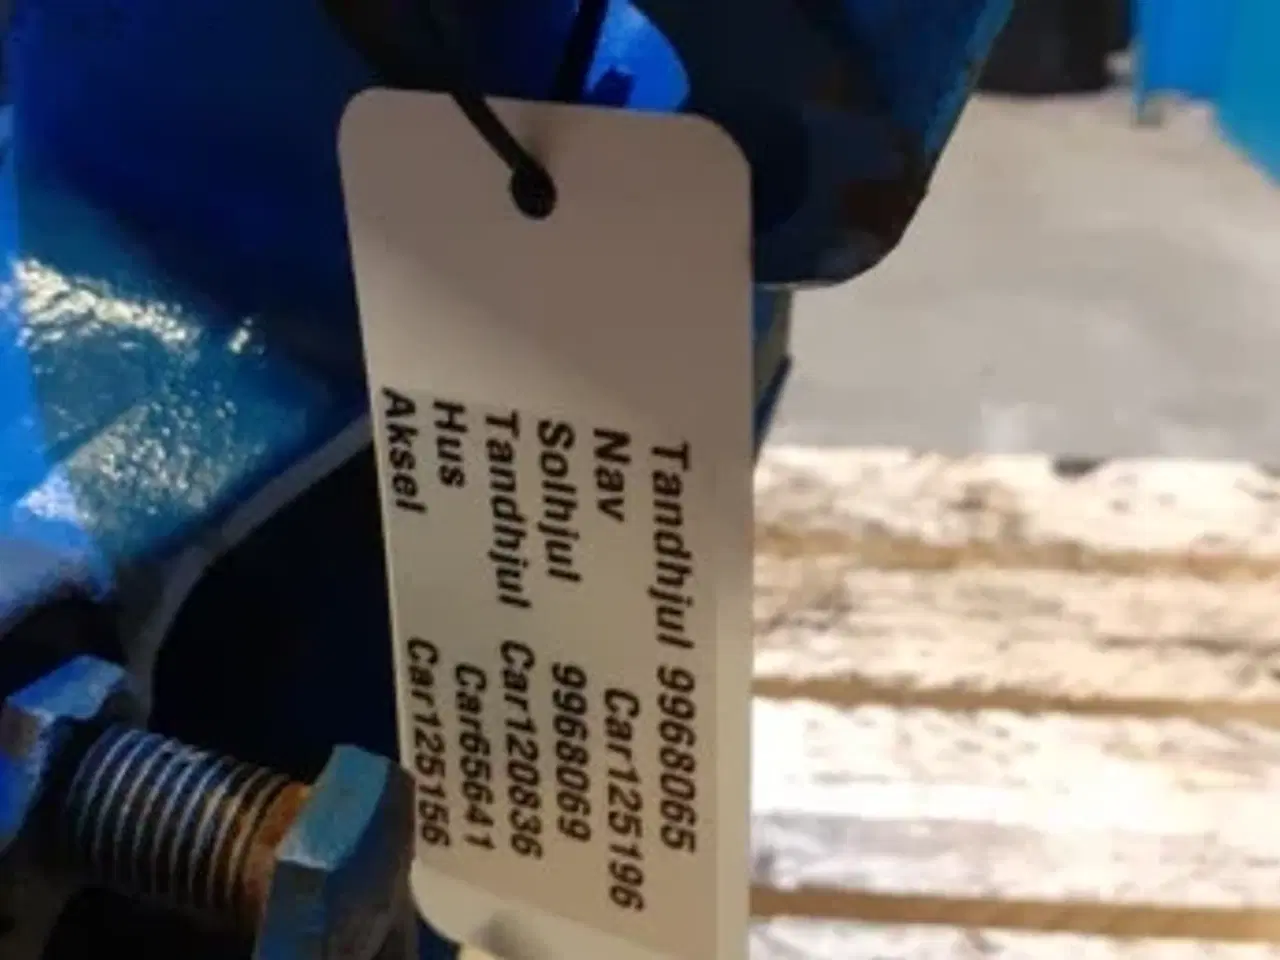 Tandhjul 9968065
Nav Car125196
Solhjul 9968069
Tandhjul Car120836
Hus Car65641
Aksel Car125156